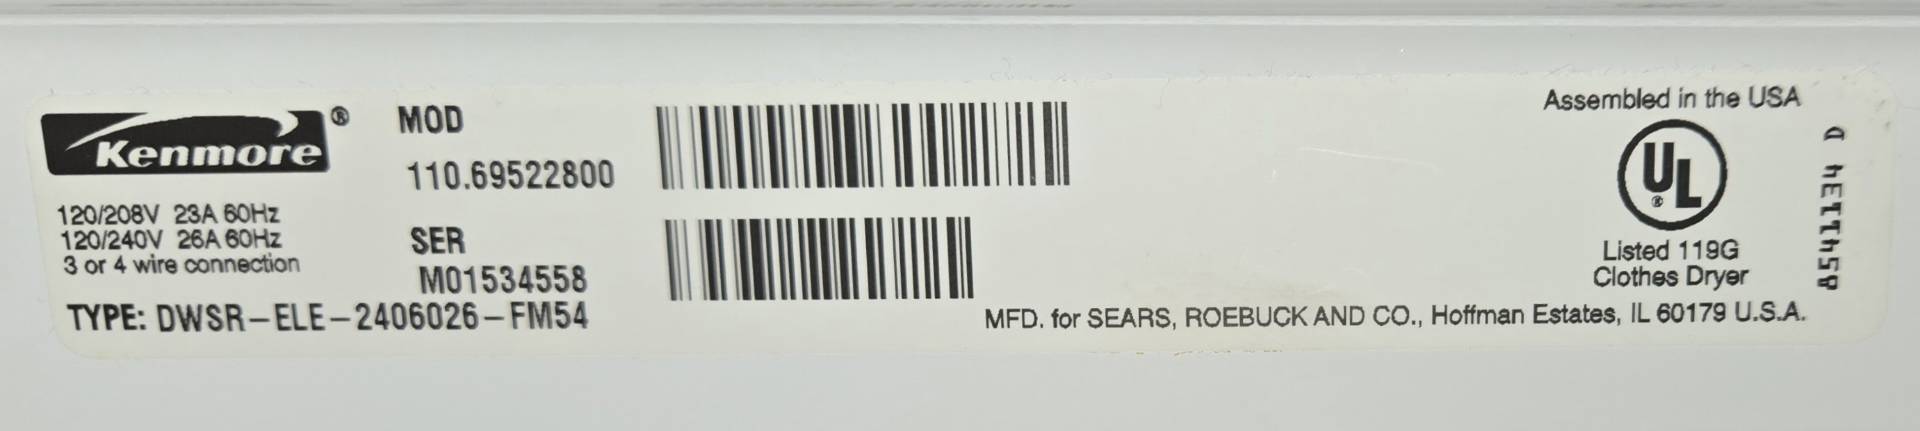 Kenmore®
120/208V 23A 60Hz
120/240V 26A 60Hz
3 or 4 wire connection
TYPE: DWSR-ELE-2406026-FM54
MOD
110.69522800
SER
M01534558
Assembled in the USA
UL®
Listed 119G
Clothes Dryer
MFD. for SEARS, ROEBUCK AND CO., Hoffman Estates, IL 60179 U.S.A.